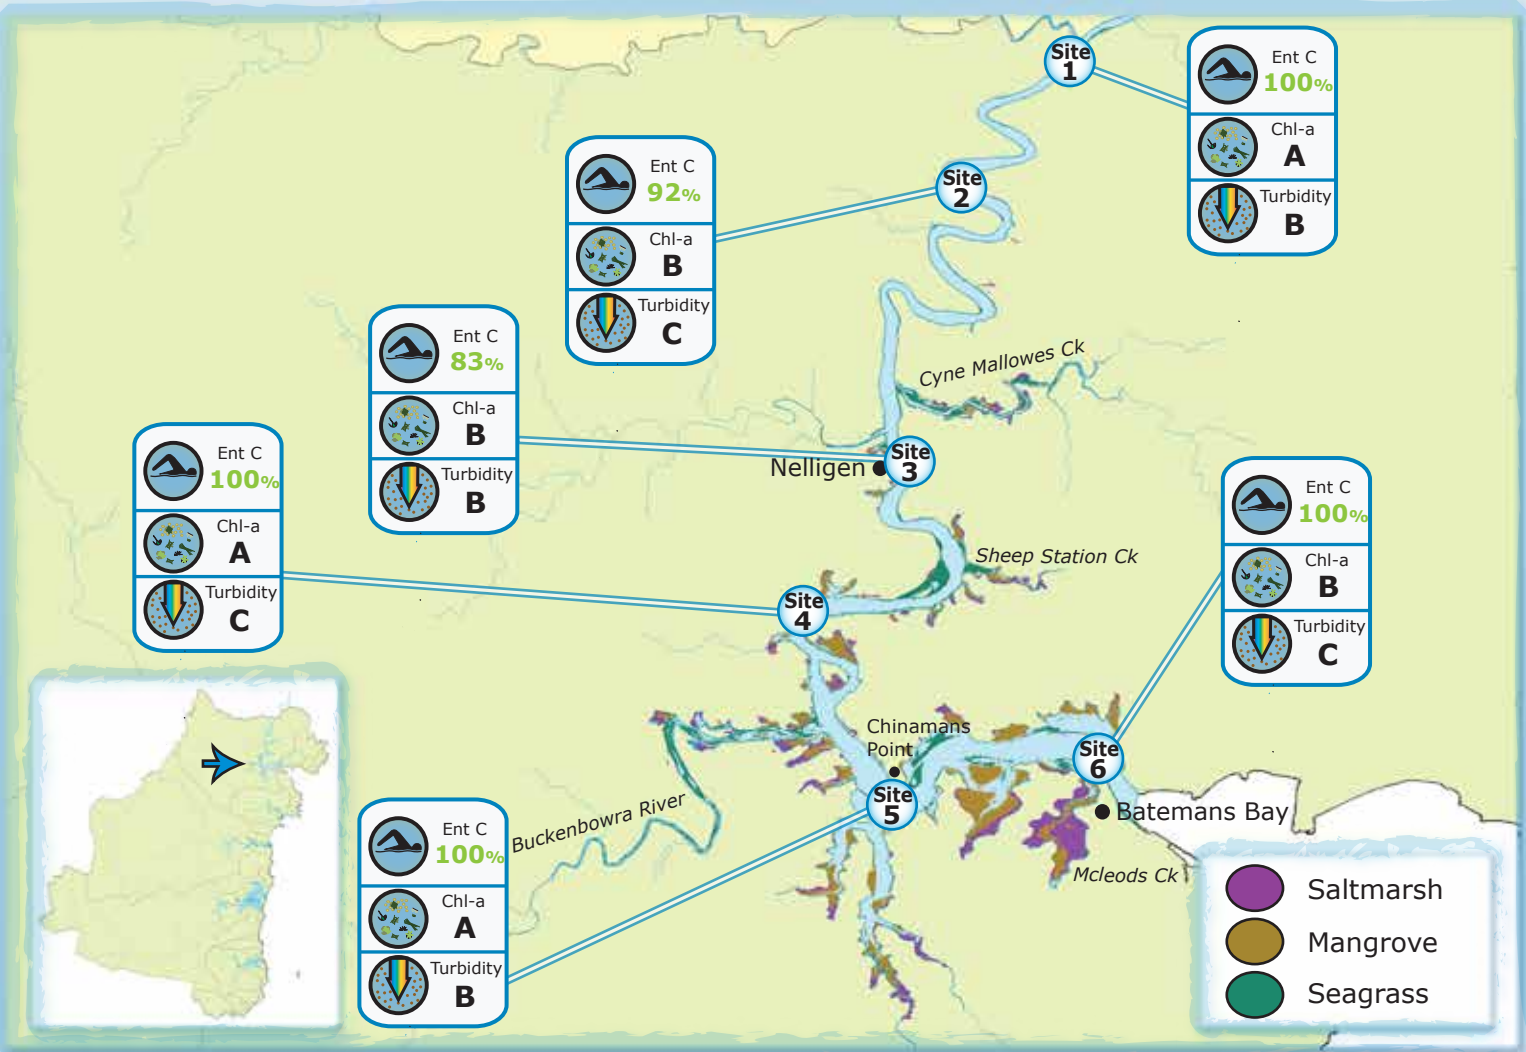 Site
1
Ent C
100%
Chl-a
A
Turbidity
B
Site
2
Ent C
92%
Chl-a
B
Turbidity
C
Ent C
83%
Chl-a
B
Turbidity
B
Cyne Mallowes Ck
Site
3
Nelligen
Ent C
100%
Chl-a
A
Turbidity
C
Sheep Station Ck
Site
4
Ent C
100%
Chl-a
B
Turbidity
C
Chinamans
Point
Site
5
Site
6
Batemans Bay
Buckenbowra River
Mcleods Ck
Ent C
100%
Chl-a
A
Turbidity
B
Saltmarsh
Mangrove
Seagrass